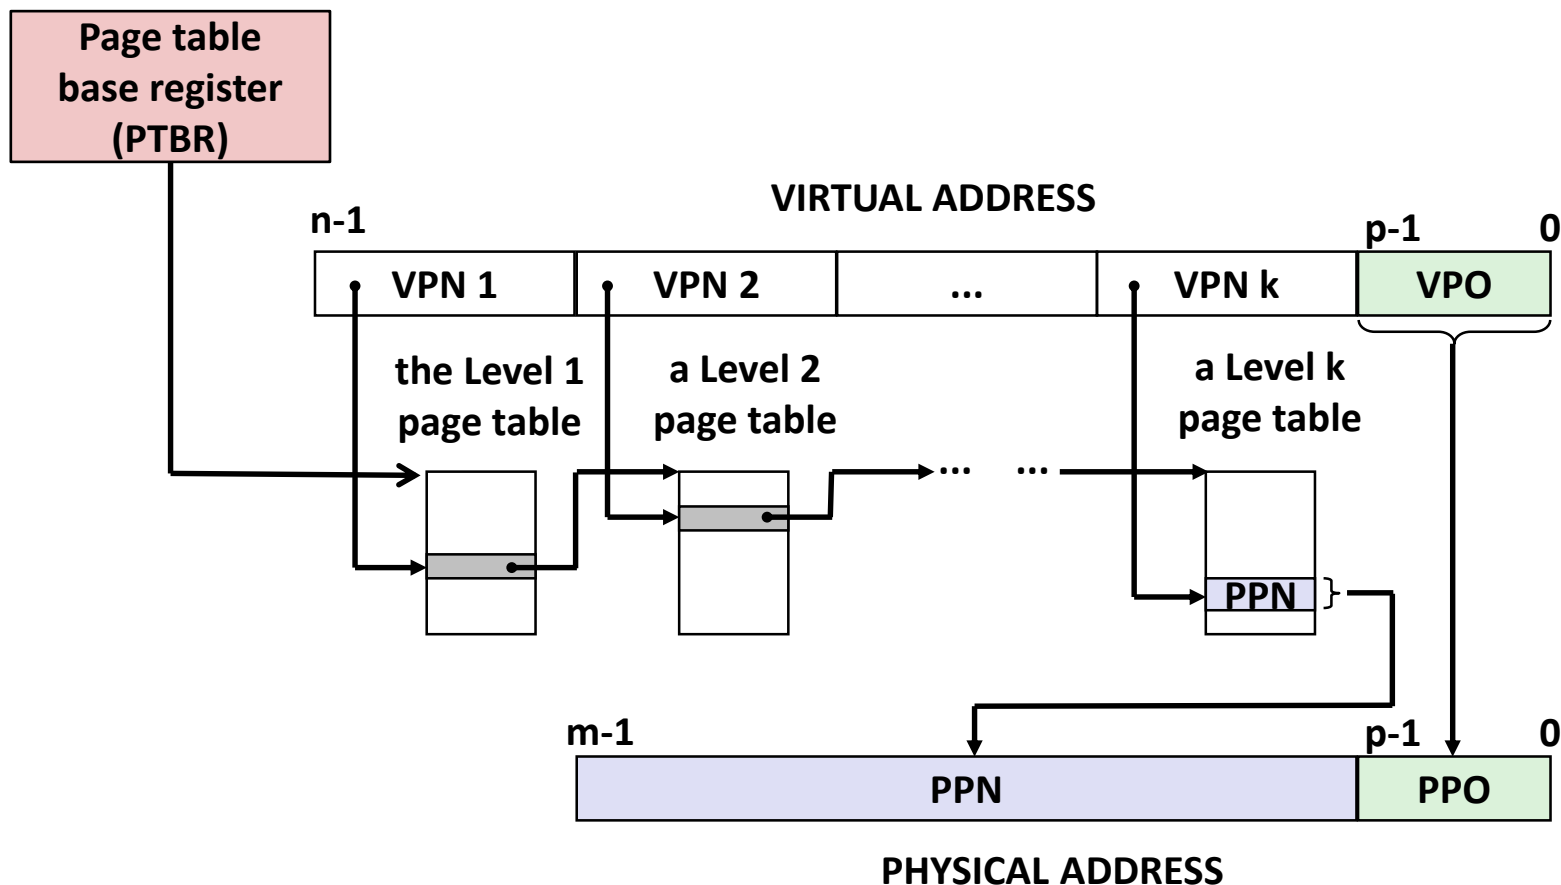 Page table
base register
(PTBR)
VIRTUAL ADDRESS
n-1
p-1
0
VPN 1
VPN 2
...
VPN k
VPO
the Level 1
page table
a Level 2
page table
a Level k
page table
...
...
PPN
m-1
p-1
0
PPN
PPO
PHYSICAL ADDRESS